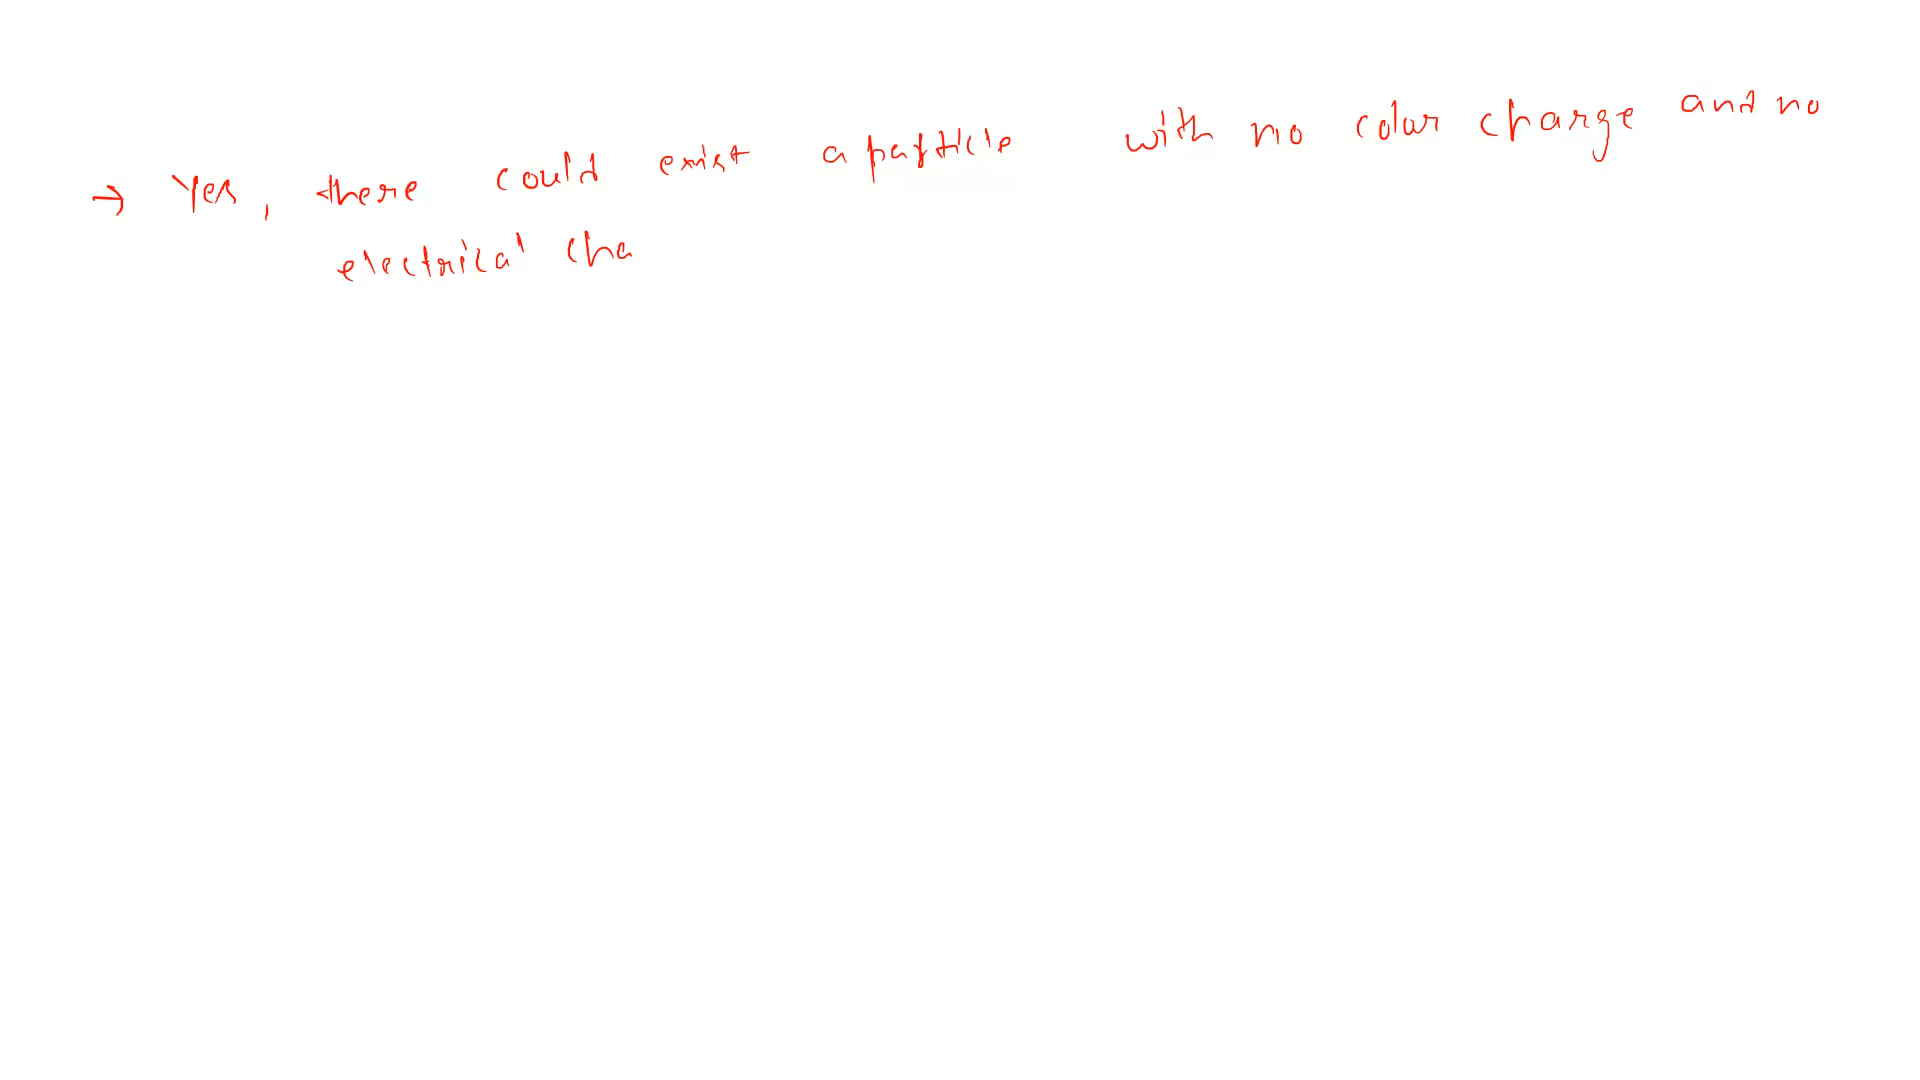 → Yes, there could exist a particle with no color charge and no
electrical cha